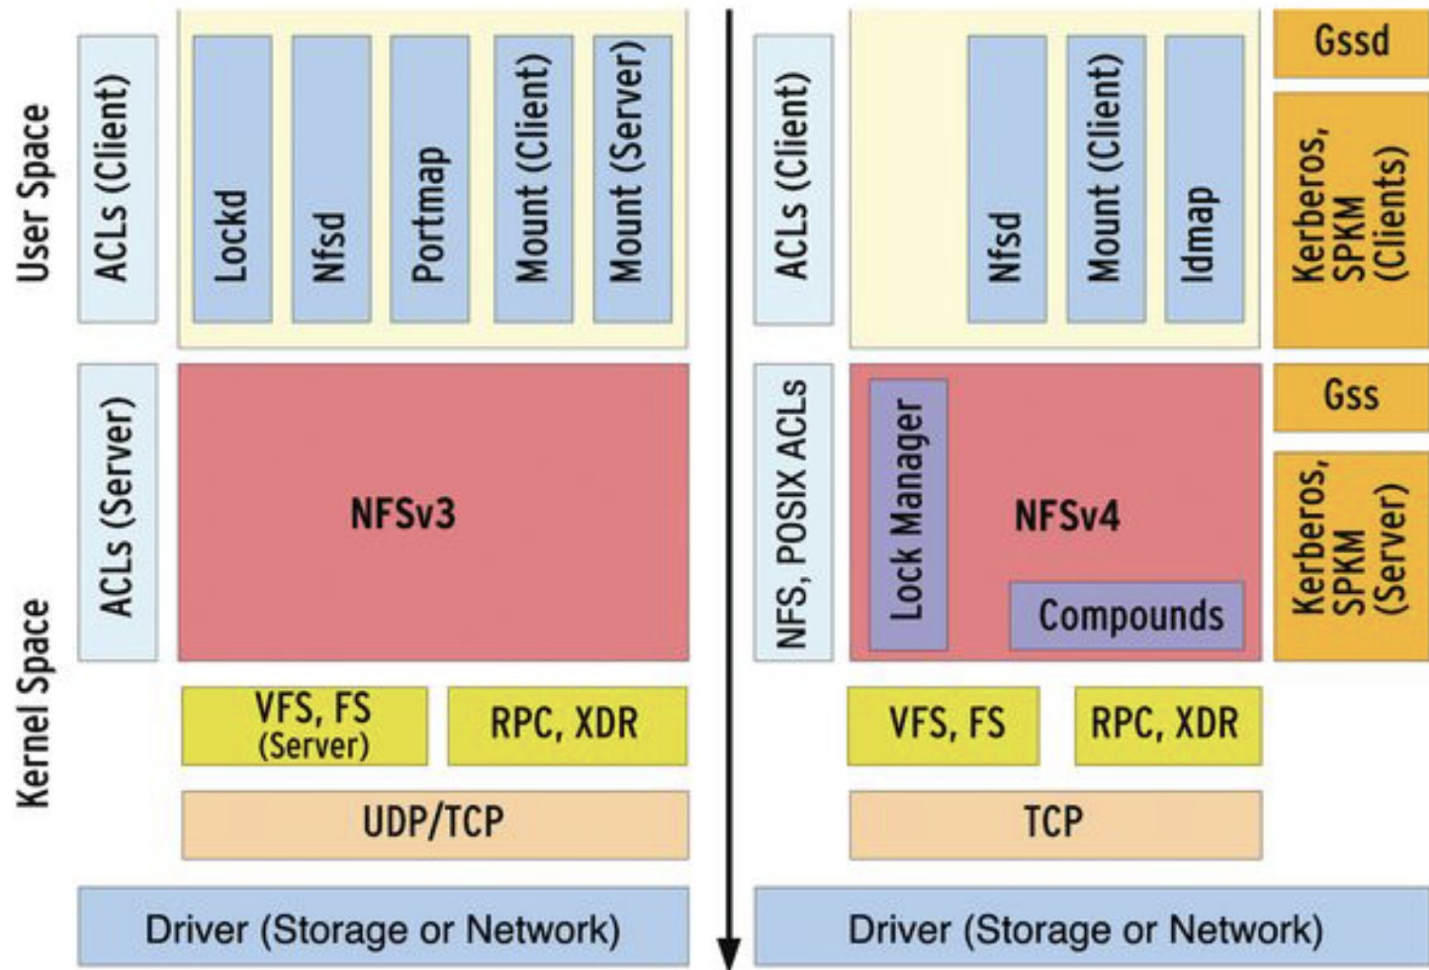 User Space
ACLs (Client)
Lockd
Nfsd
Portmap
Mount (Client)
Mount (Server)
Kernel Space
ACLs (Server)
NFSv3
VFS, FS
(Server)
RPC, XDR
UDP/TCP
Driver (Storage or Network)
ACLs (Client)
Nfsd
Mount (Client)
Idmap
Gssd
Kerberos,
SPKM
(Clients)
NFS, POSIX ACLs
Lock Manager
NFSv4
Compounds
Gss
Kerberos,
SPKM
(Server)
VFS, FS
RPC, XDR
TCP
Driver (Storage or Network)